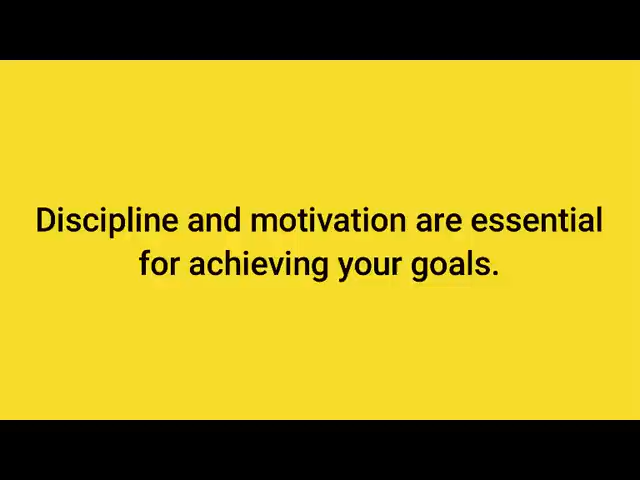 Discipline and motivation are essential
for achieving your goals.